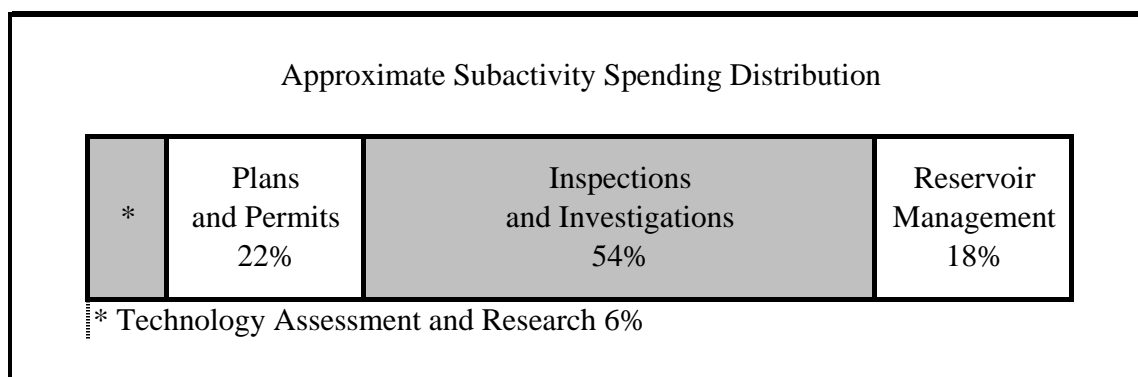 Approximate Subactivity Spending Distribution
*
Plans
and Permits
22%
Inspections
and Investigations
54%
Reservoir
Management
18%
* Technology Assessment and Research 6%